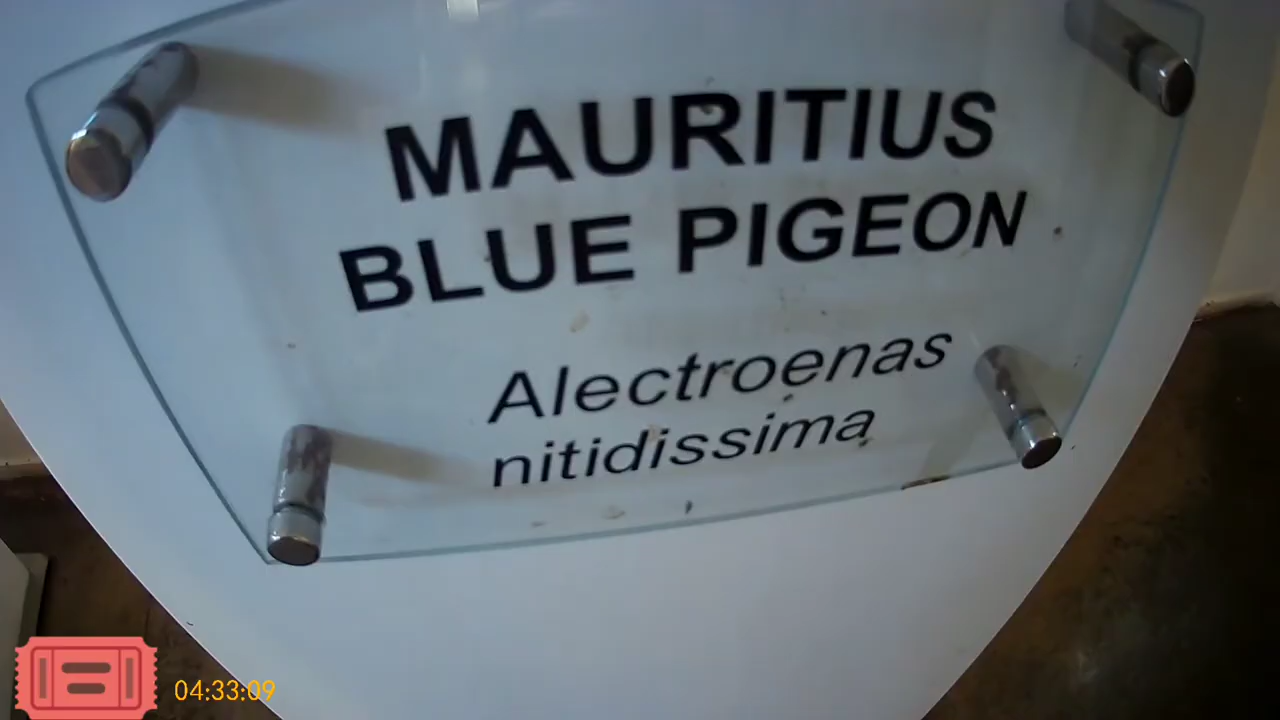 MAURITIUS
BLUE PIGEON
Alectroenas
nitidissima
04:33:09